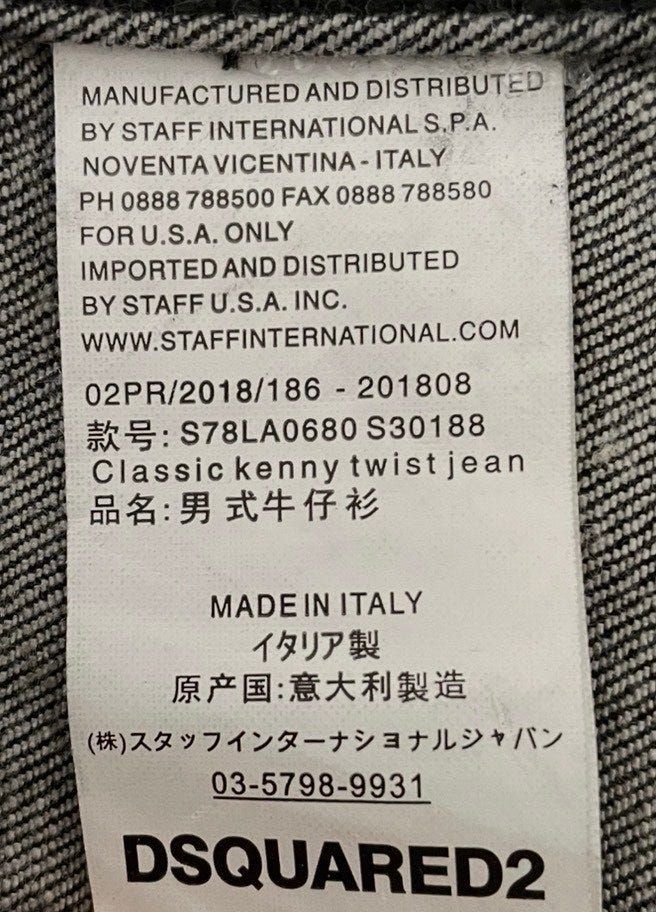 MANUFACTURED AND DISTRIBUTED
BY STAFF INTERNATIONAL S.P.A.
NOVENTA VICENTINA - ITALY
PH 0888 788500 FAX 0888 788580
FOR U.S.A. ONLY
IMPORTED AND DISTRIBUTED
BY STAFF U.S.A. INC.
WWW.STAFFINTERNATIONAL.COM
02PR/2018/186 - 201808
款号: S78LA0680 S30188
Classic kenny twist jean
品名: 男 式牛仔衫
MADE IN ITALY
イタリア製
原产国:意大利製造
(株)スタッフインターナショナルジャパン
03-5798-9931
DSQUARED2